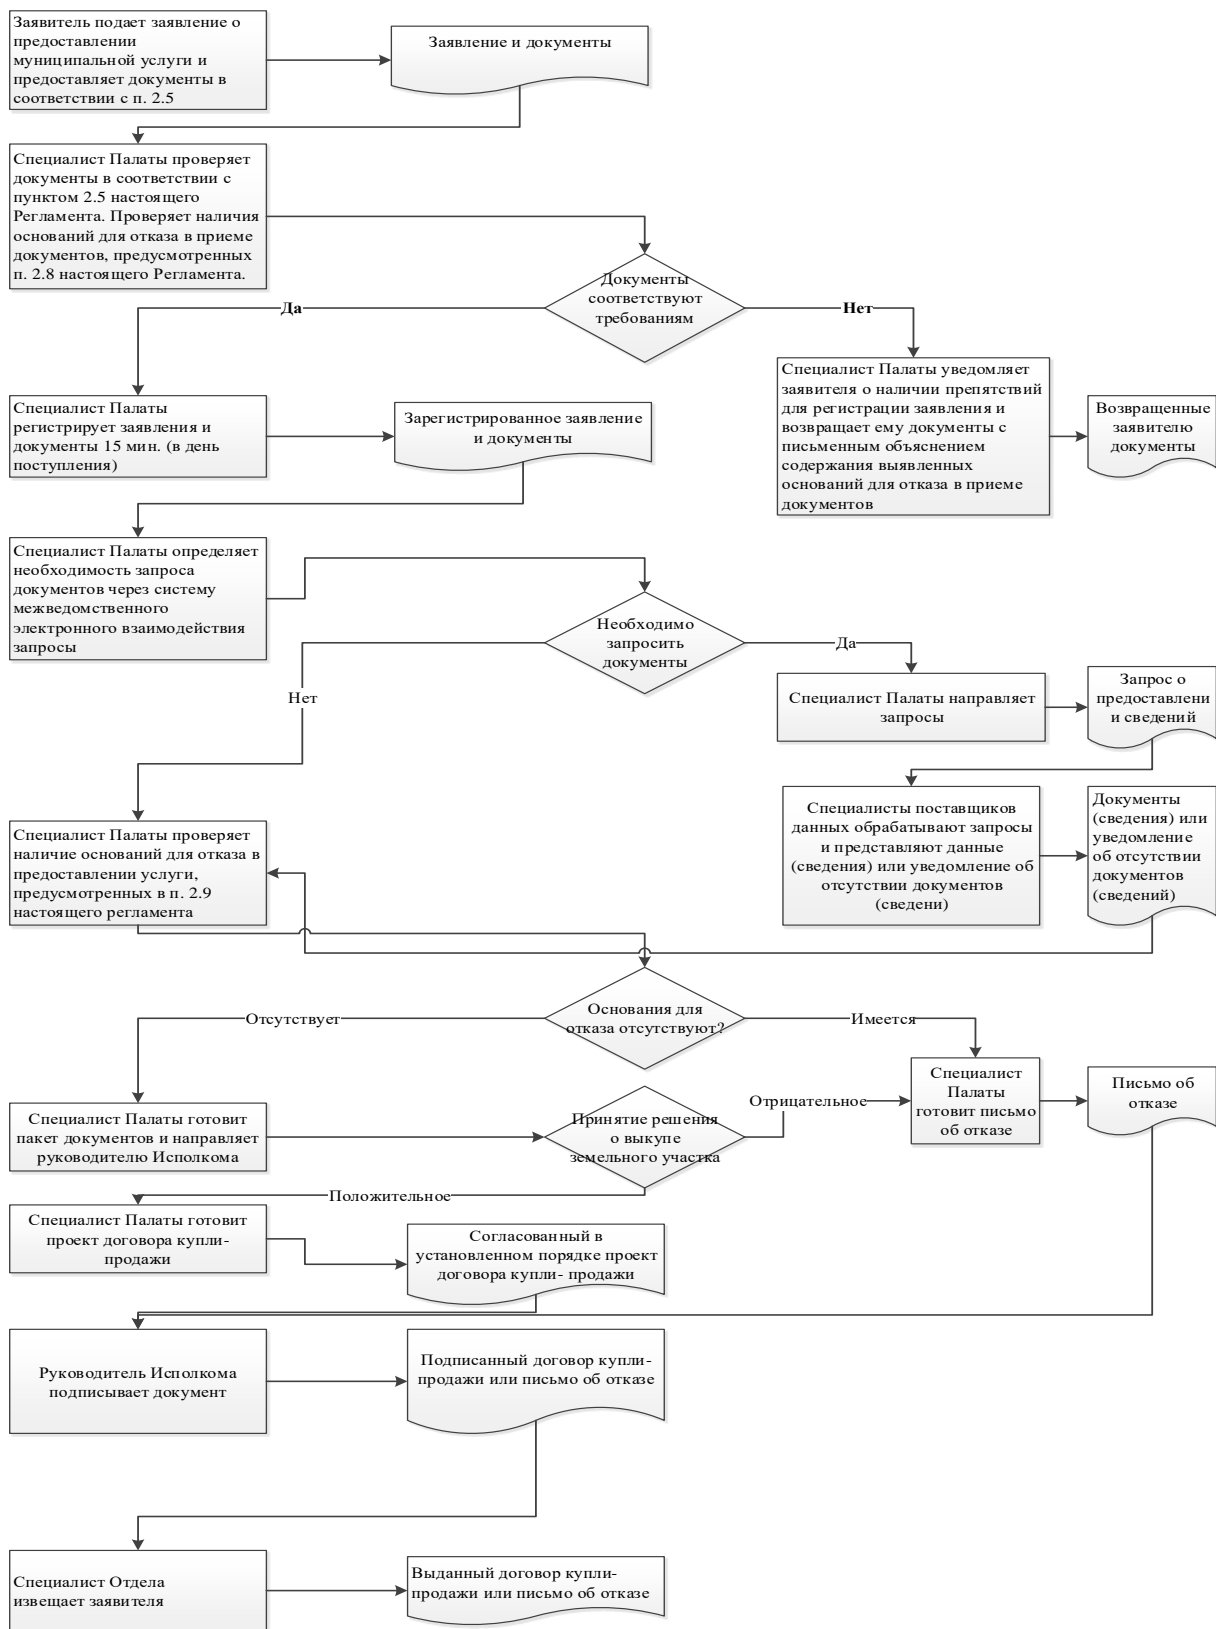 Заявитель подает заявление о
предоставлении
муниципальной услуги и
предоставляет документы в
соответствии с п. 2.5
Заявление и документы
Специалист Палаты проверяет
документы в соответствии с
пунктом 2.5 настоящего
Регламента. Проверяет наличия
оснований для отказа в приеме
документов, предусмотренных
п. 2.8 настоящего Регламента.
Документы
соответствуют
требованиям
Да
Нет
Специалист Палаты
регистрирует заявления и
документы 15 мин. (в день
поступления)
Зарегистрированное заявление
и документы
Специалист Палаты уведомляет
заявителя о наличии препятствий
для регистрации заявления и
возвращает ему документы с
письменным объяснением
содержания выявленных
оснований для отказа в приеме
документов
Возвращенные
заявителю
документы
Специалист Палаты определяет
необходимость запроса
документов через систему
межведомственного
электронного взаимодействия
запросы
Необходимо
запросить
документы
Да
Нет
Специалист Палаты направляет
запросы
Запрос о
предоставлени
и сведений
Специалисты поставщиков
данных обрабатывают запросы
и представляют данные
(сведения) или уведомление об
отсутствии документов
(сведени)
Документы
(сведения) или
уведомление
об отсутствии
документов
(сведений)
Специалист Палаты проверяет
наличие оснований для отказа в
предоставлении услуги,
предусмотренных в п. 2.9
настоящего регламента
Основания для
отказа отсутствуют?
Отсутствует
Имеется
Специалист Палаты готовит
пакет документов и направляет
руководителю Исполкома
Принятие решения
о выкупе
земельного участка
Отрицательное
Специалист
Палаты
готовит письмо
об отказе
Письмо об
отказе
Положительное
Специалист Палаты готовит
проект договора купли-
продажи
Согласованный в
установленном порядке проект
договора купли- продажи
Руководитель Исполкома
подписывает документ
Подписанный договор купли-
продажи или письмо об отказе
Специалист Отдела
извещает заявителя
Выданный договор купли-
продажи или письмо об отказе